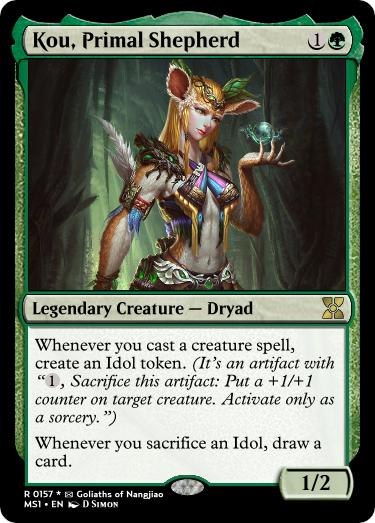 Kou, Primal Shepherd 1
Legendary Creature — Dryad
Whenever you cast a creature spell,
create an Idol token. (It's an artifact with
“1, Sacrifice this artifact: Put a +1/+1
counter on target creature. Activate only as
a sorcery.”)
Whenever you sacrifice an Idol, draw a
card.
1/2
R 0157 * Goliaths of Nangjiao
MS1 • EN D Simon